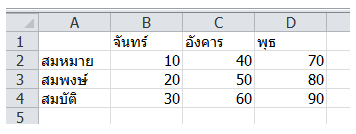 A B C D
1 จันทร์ อังคาร พุธ
2 สมหมาย 10 40 70
3 สมพงษ์ 20 50 80
4 สมบัติ 30 60 90
5